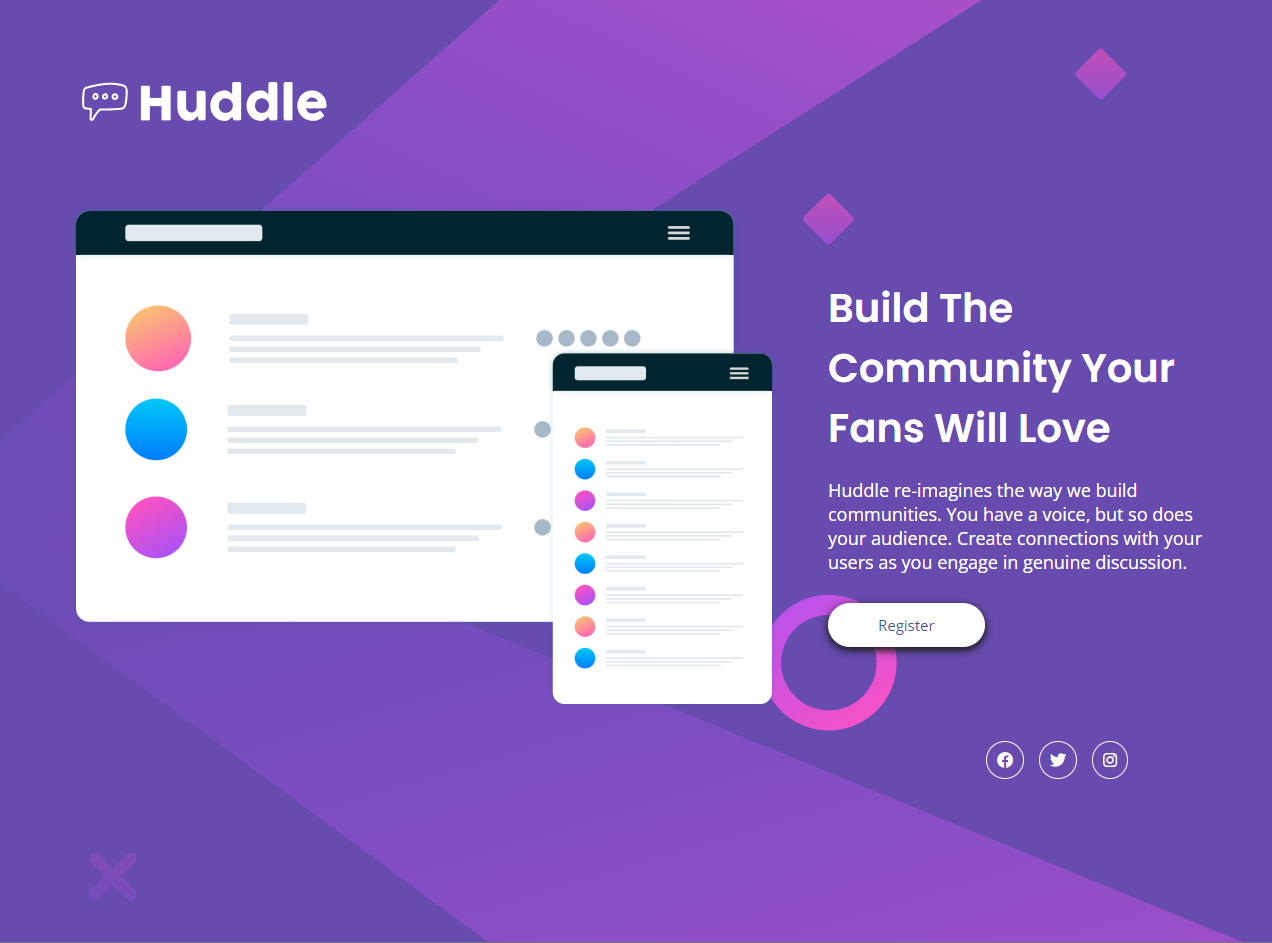 Huddle
Build The
Community Your
Fans Will Love
Huddle re-imagines the way we build
communities. You have a voice, but so does
your audience. Create connections with your
users as you engage in genuine discussion.
Register